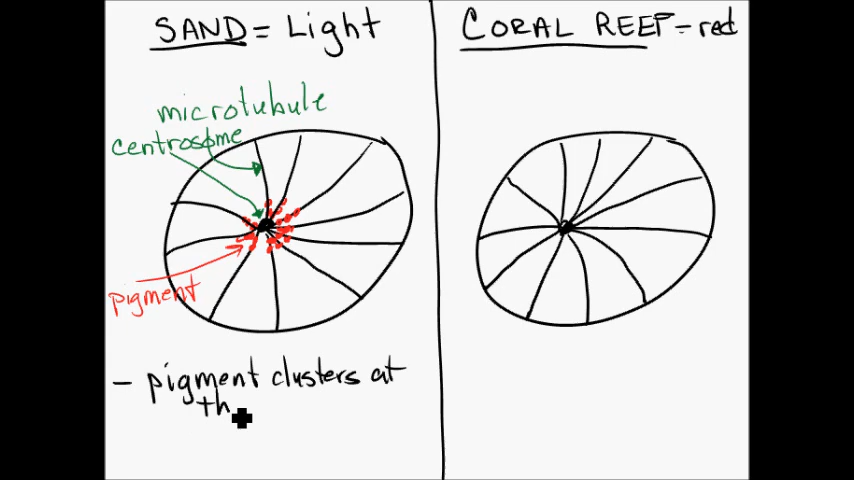 SAND = Light
CORAL REEF - red
microtubule
centrosome
pigment
- pigment clusters at
th